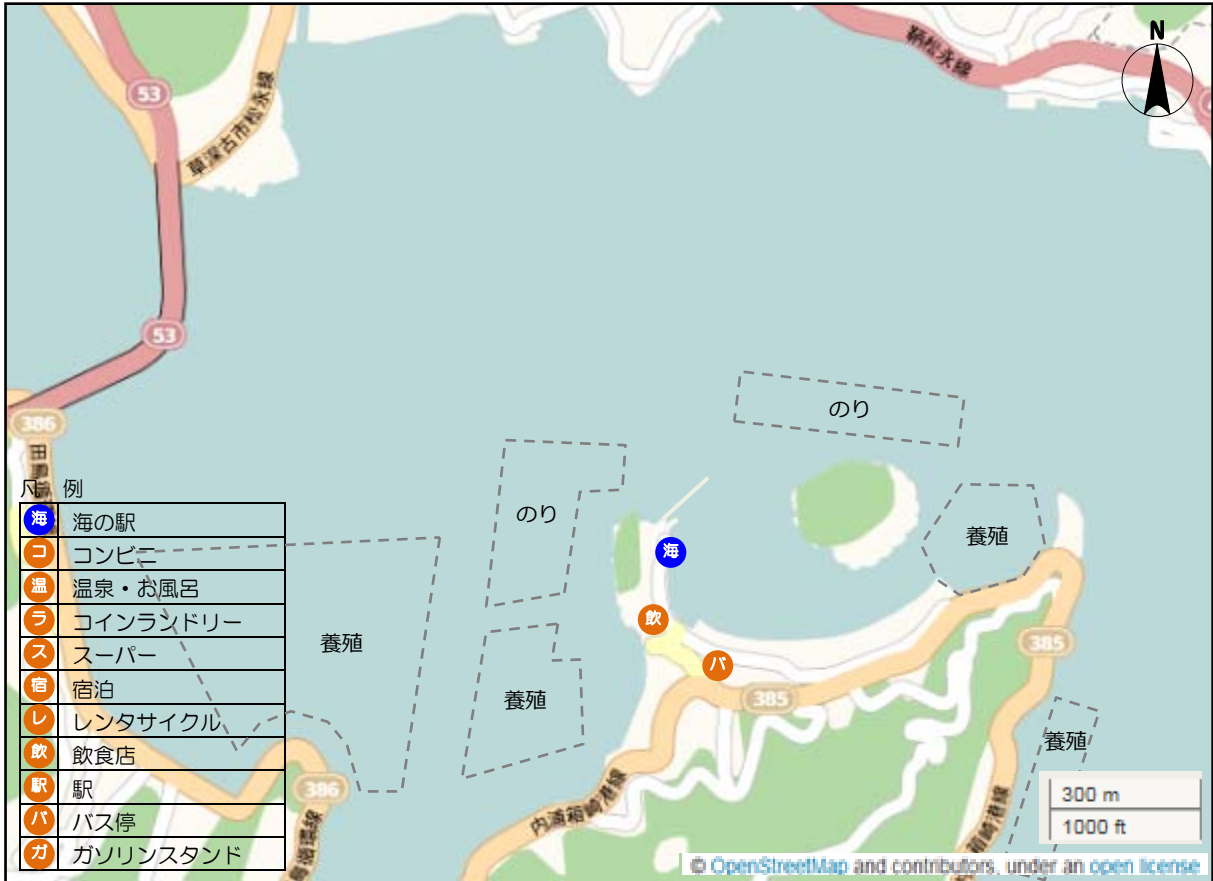 N
鞆松永線
53
草深古市松永線
53
386
のり
のり
養殖
海
養殖
飲
バ
385
385
養殖
養殖
386
内浦箱崎港線
凡 例
海 海の駅
コ コンビニ
温 温泉・お風呂
ラ コインランドリー
ス スーパー
宿 宿泊
レ レンタサイクル
飲 飲食店
駅 駅
バ バス停
ガ ガソリンスタンド
300 m
1000 ft
© OpenStreetMap and contributors, under an open license